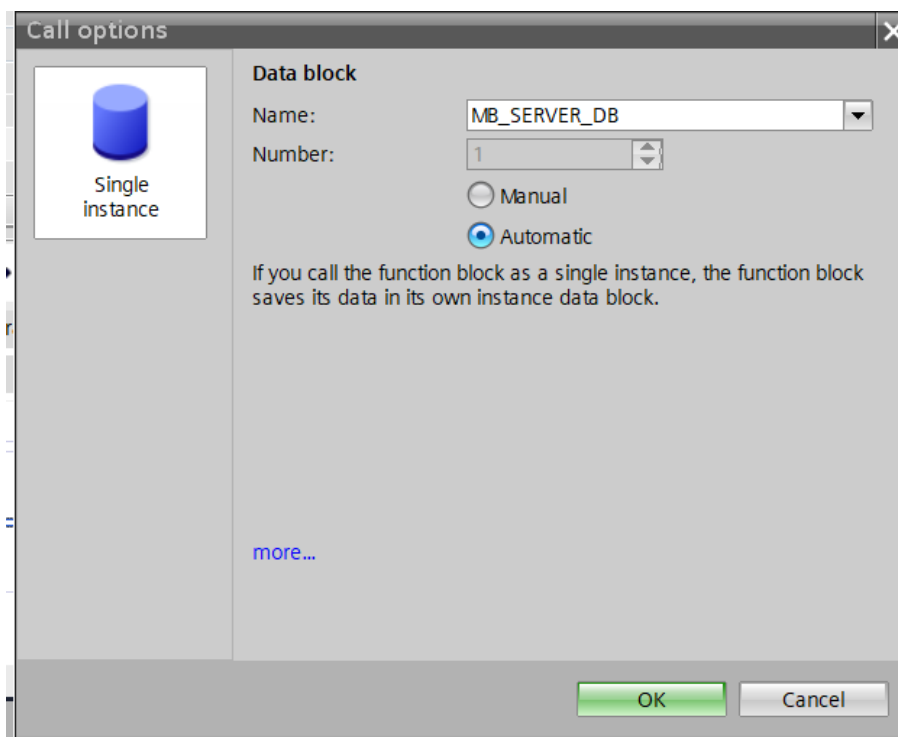 Call options
Single
instance
Data block
Name:
MB_SERVER_DB
Number:
1
Manual
Automatic
If you call the function block as a single instance, the function block
saves its data in its own instance data block.
more...
OK
Cancel